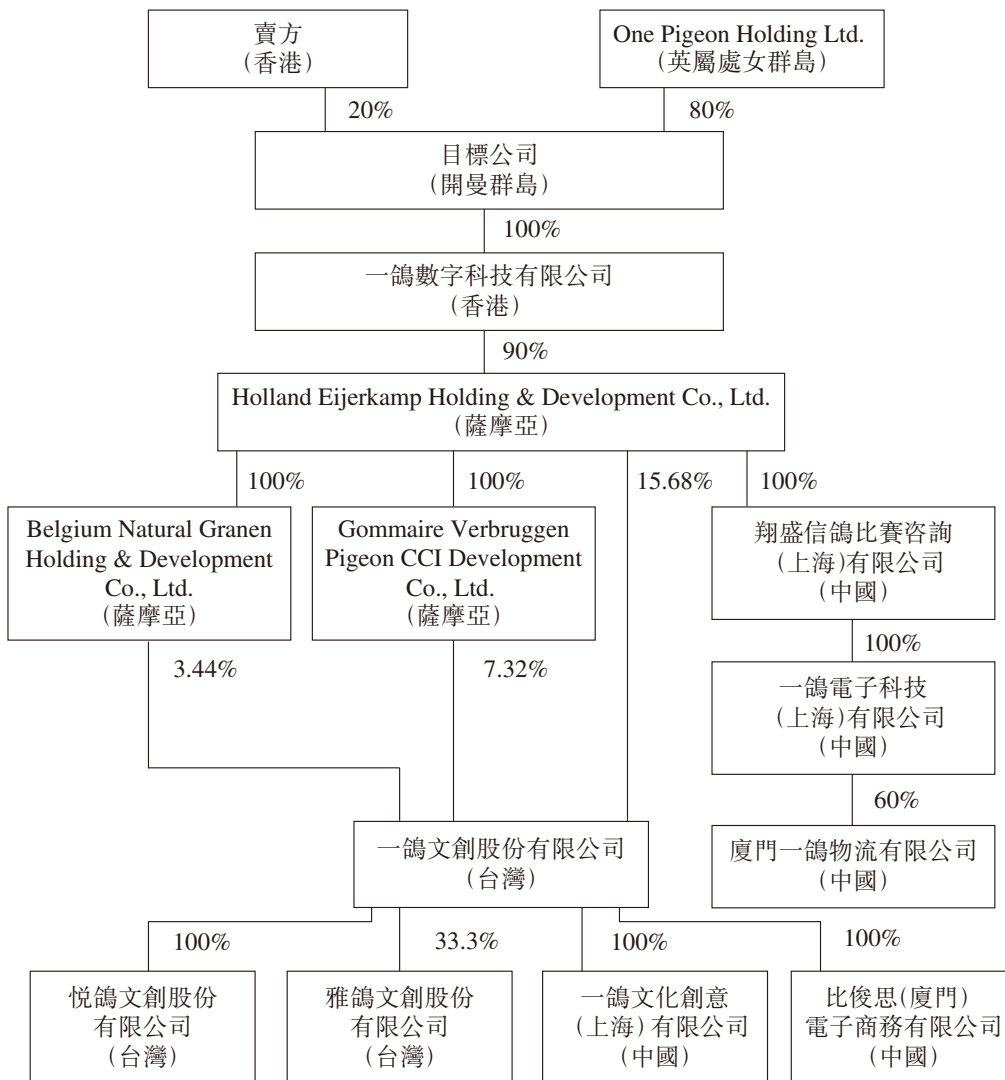 賣方
(香港)
One Pigeon Holding Ltd.
(英屬處女群島)
20%
80%
目標公司
(開曼群島)
100%
一鴿數字科技有限公司
(香港)
90%
Holland Eijerkamp Holding & Development Co., Ltd.
(薩摩亞)
100%
100%
15.68%
100%
Belgium Natural Granen
Holding & Development
Co., Ltd.
(薩摩亞)
Gommaire Verbruggen
Pigeon CCI Development
Co., Ltd.
(薩摩亞)
翔盛信鴿比賽咨詢
(上海)有限公司
(中國)
3.44%
7.32%
100%
一鴿電子科技
(上海)有限公司
(中國)
60%
一鴿文創股份有限公司
(台灣)
廈門一鴿物流有限公司
(中國)
100%
33.3%
100%
100%
悅鴿文創股份
有限公司
(台灣)
雅鴿文創股份
有限公司
(台灣)
一鴿文化創意
(上海)有限公司
(中國)
比俊思(廈門)
電子商務有限公司
(中國)